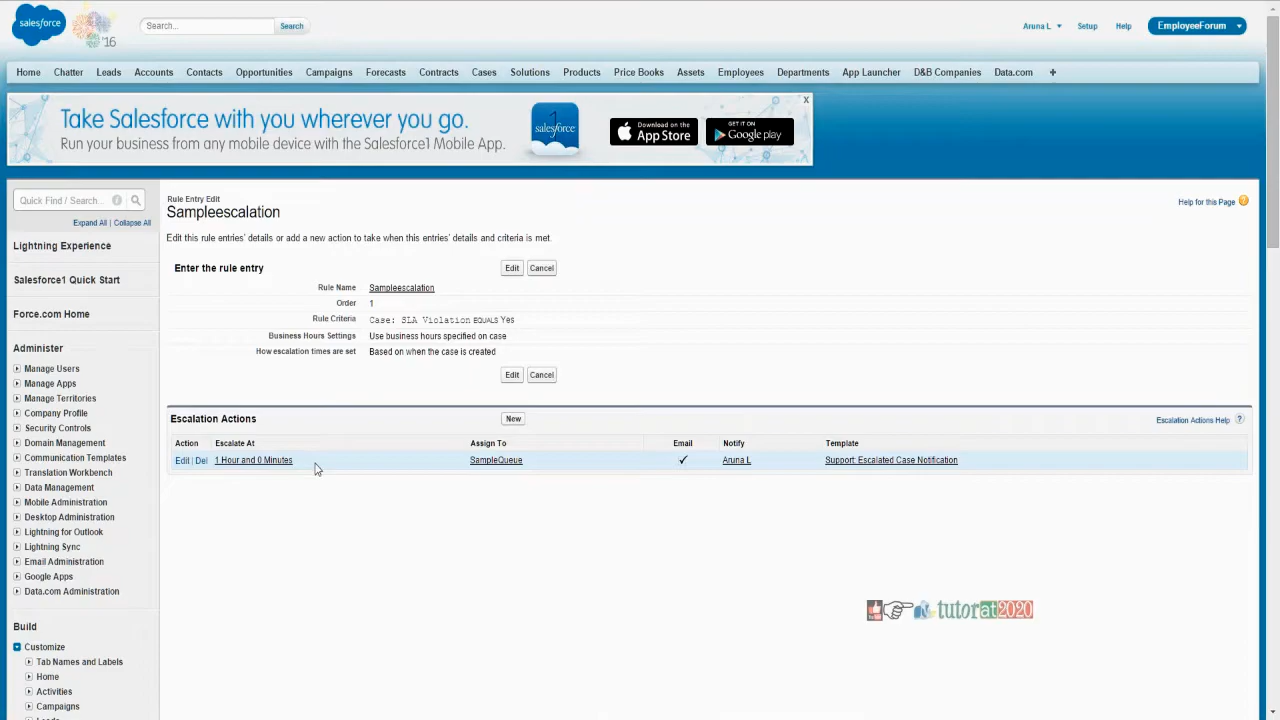 salesforce
'16
Search...
Search
Aruna L
Setup
Help
EmployeeForum
Home
Chatter
Leads
Accounts
Contacts
Opportunities
Campaigns
Forecasts
Contracts
Cases
Solutions
Products
Price Books
Assets
Employees
Departments
App Launcher
D&B Companies
Data.com
+
Take Salesforce with you wherever you go.
Run your business from any mobile device with the Salesforce1 Mobile App.
1
salesforce
Download on the
App Store
GET IT ON
Google play
X
Quick Find / Search...
Expand All | Collapse All
Lightning Experience
Salesforce1 Quick Start
Force.com Home
Administer
Manage Users
Manage Apps
Manage Territories
Company Profile
Security Controls
Domain Management
Communication Templates
Translation Workbench
Data Management
Mobile Administration
Desktop Administration
Lightning for Outlook
Lightning Sync
Email Administration
Google Apps
Data.com Administration
Build
Customize
Tab Names and Labels
Home
Activities
Campaigns
Leads
Rule Entry Edit
Sampleescalation
Help for this Page ?
Edit this rule entries' details or add a new action to take when this entries' details and criteria is met.
Enter the rule entry
Edit
Cancel
Rule Name Sampleescalation
Order 1
Rule Criteria Case: SLA Violation EQUALS Yes
Business Hours Settings Use business hours specified on case
How escalation times are set Based on when the case is created
Edit
Cancel
Escalation Actions
New
Escalation Actions Help ?
Action Escalate At Assign To Email Notify Template
Edit | Del 1 Hour and 0 Minutes SampleQueue ✓ Aruna L Support: Escalated Case Notification
tutorat2020